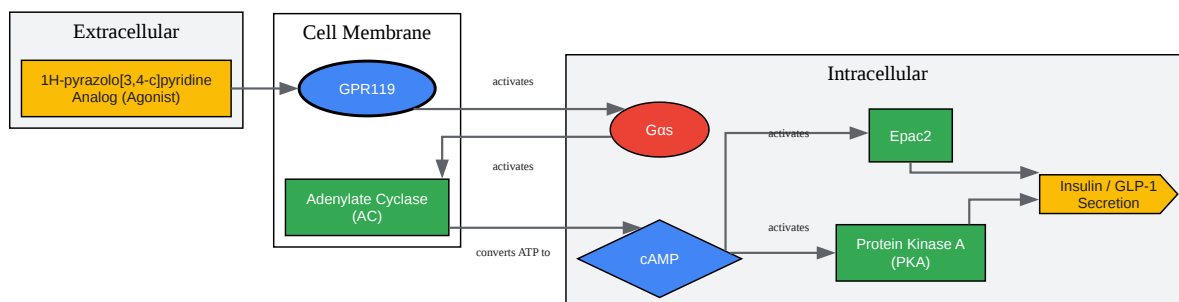 Extracellular
1H-pyrazolo[3,4-c]pyridine
Analog (Agonist)
Cell Membrane
GPR119
activates
Adenylate Cyclase
(AC)
activates
converts ATP to
Intracellular
Gαs
cAMP
activates
Epac2
activates
Protein Kinase A
(PKA)
Insulin / GLP-1
Secretion